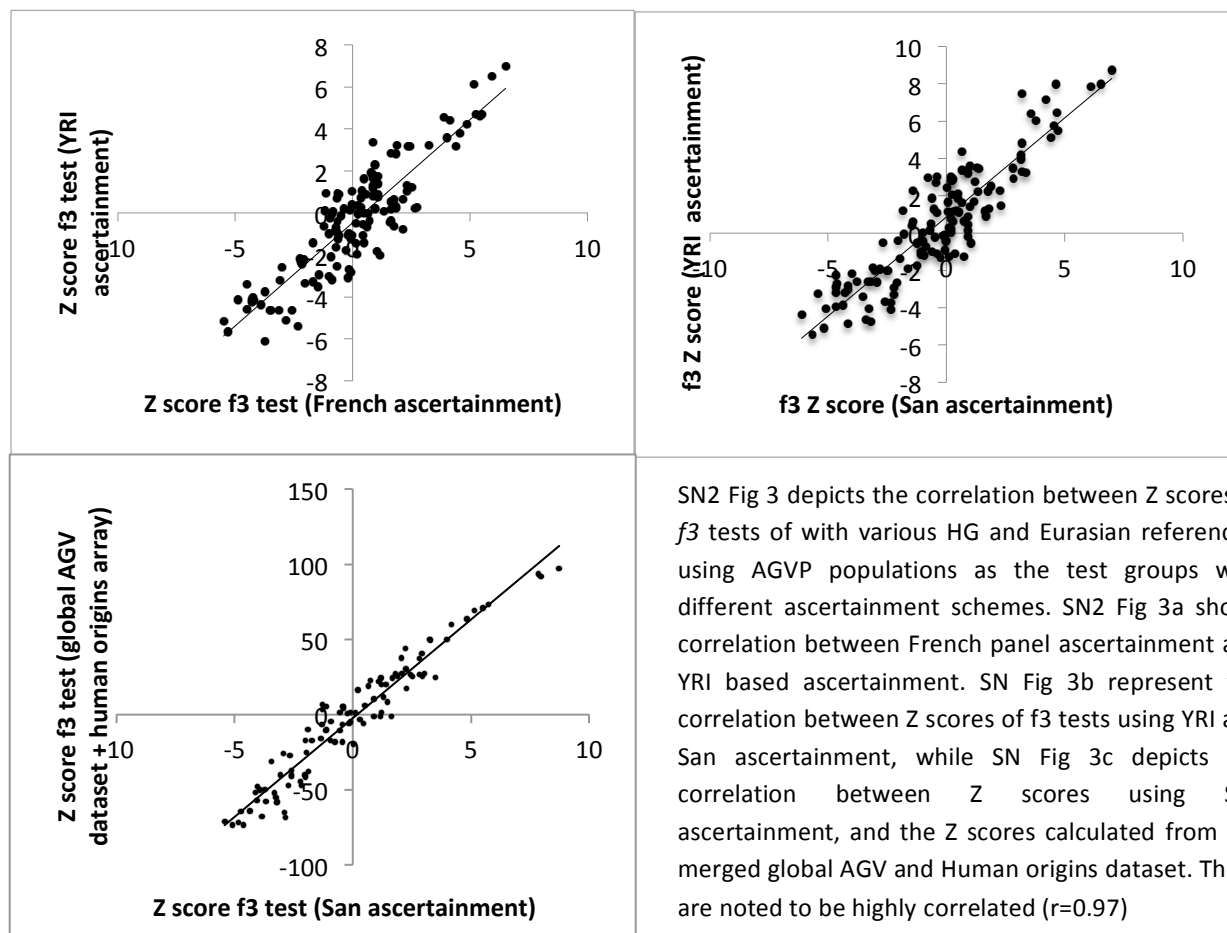 8
6
4
2
0
-2
-4
-6
-8
-10
-5
0
5
10
Z score f3 test (YRI
ascertainment)
Z score f3 test (French ascertainment)
10
8
6
4
2
0
-2
-4
-6
-8
-10
-5
0
5
10
f3 Z score (YRI ascertainment)
f3 Z score (San ascertainment)
150
100
50
0
-50
-100
-5
0
5
10
Z score f3 test (global AGV
dataset + human origins array)
Z score f3 test (San ascertainment)
SN2 Fig 3 depicts the correlation between Z scores
f3 tests of with various HG and Eurasian
using AGVP populations as the test groups
different ascertainment schemes. SN2 Fig 3a
correlation between French panel ascertainment
YRI based ascertainment. SN Fig 3b represent
correlation between Z scores of f3 tests using YRI
San ascertainment, while SN Fig 3c depicts
correlation between Z scores using
ascertainment, and the Z scores calculated from
merged global AGV and Human origins dataset.
are noted to be highly correlated (r=0.97)